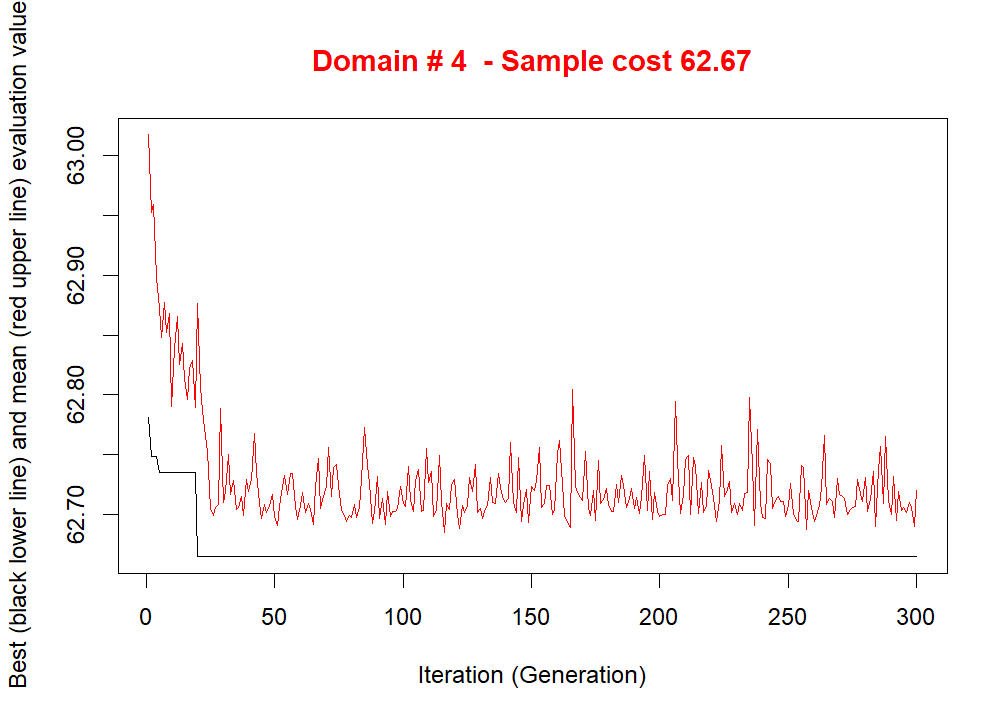 Domain # 4  - Sample cost 62.67
Best (black lower line) and mean (red upper line) evaluation value
63.00
62.90
62.80
62.70
0 50 100 150 200 250 300
Iteration (Generation)